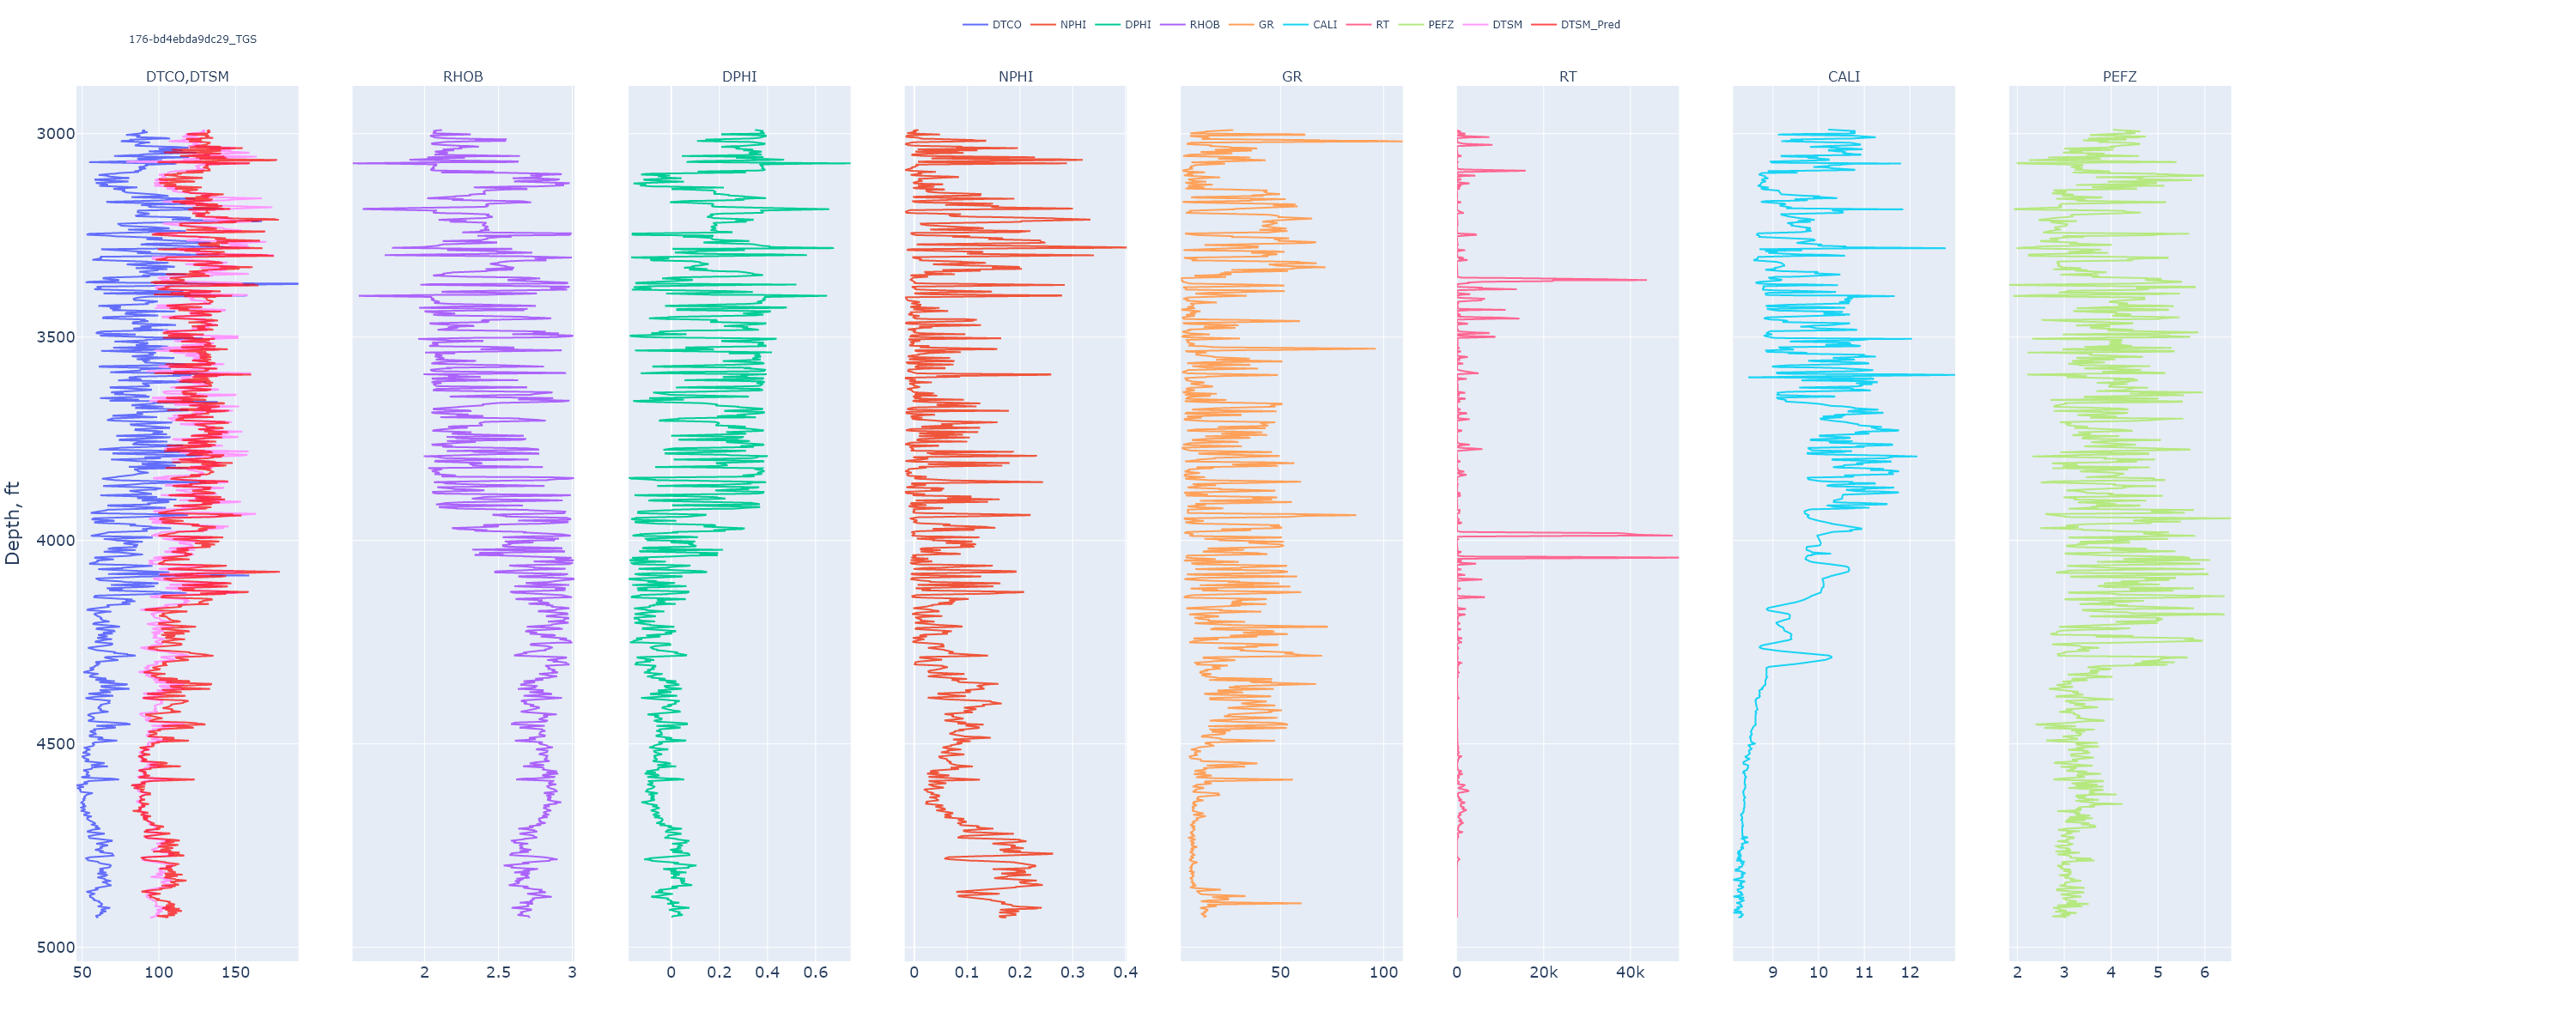 DTCO NPHI DPHI RHOB GR CALI RT PEFZ DTSM DTSM_Pred
176-bd4ebda9dc29_TGS
DTCO,DTSM RHOB DPHI NPHI GR RT CALI PEFZ
Depth, ft
3000
3500
4000
4500
5000
50 100 150 2 2.5 3 0 0.2 0.4 0.6 0 0.1 0.2 0.3 0.4 50 100 0 20k 40k 9 10 11 12 2 3 4 5 6